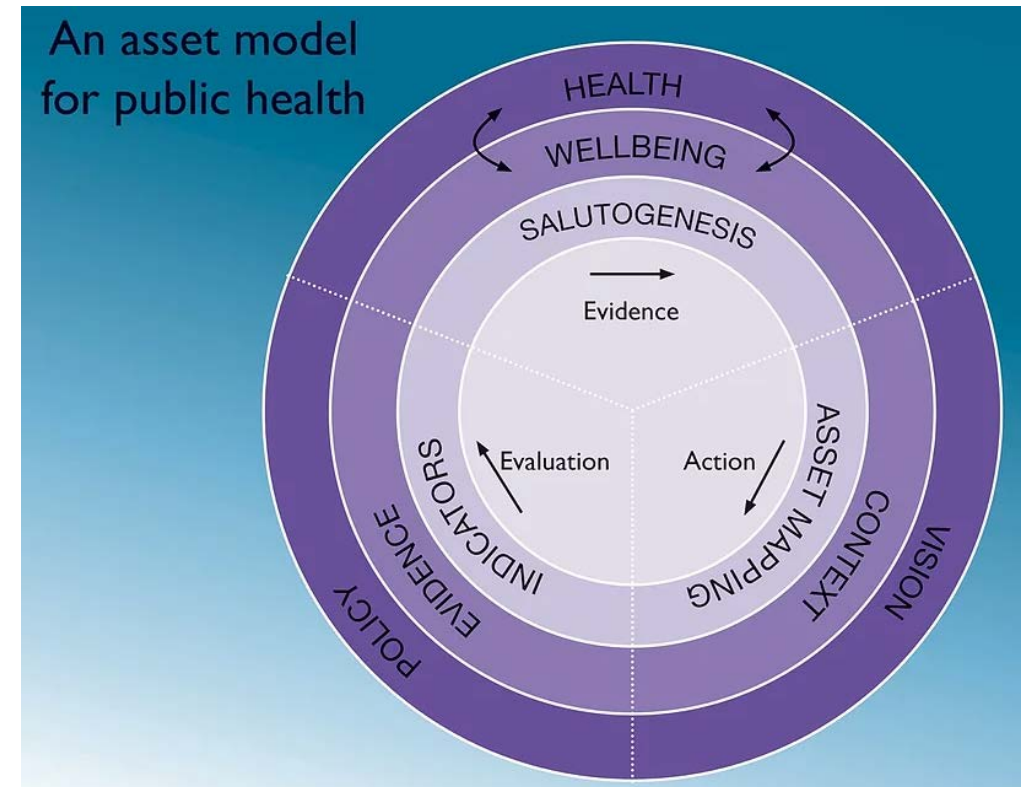 An asset model
for public health
HEALTH
WELLBEING
SALUTOGENESIS
Evidence
Evaluation
Action
INDICATORS
ASSET MAPPING
EVIDENCE
CONTEXT
POLICY
VISION